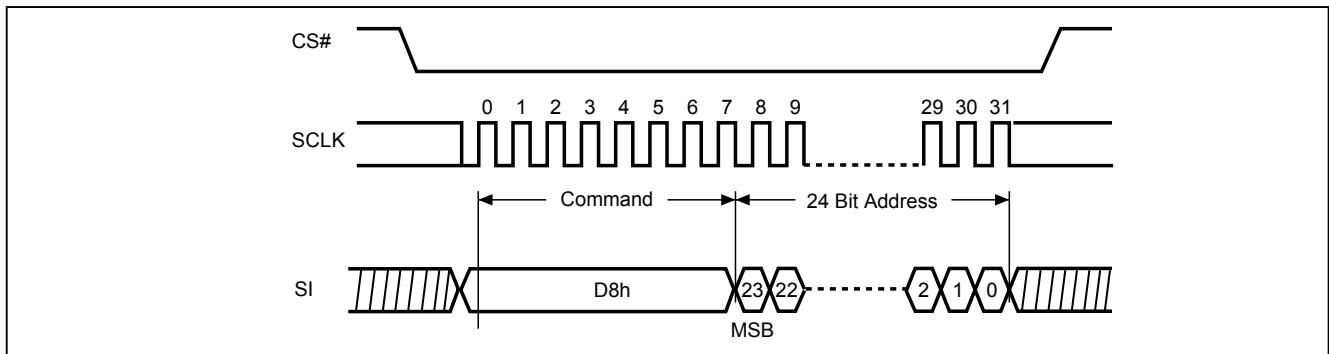 CS#
0 1 2 3 4 5 6 7 8 9 29 30 31
SCLK
Command 24 Bit Address
SI D8h 23 22 2 1 0
MSB